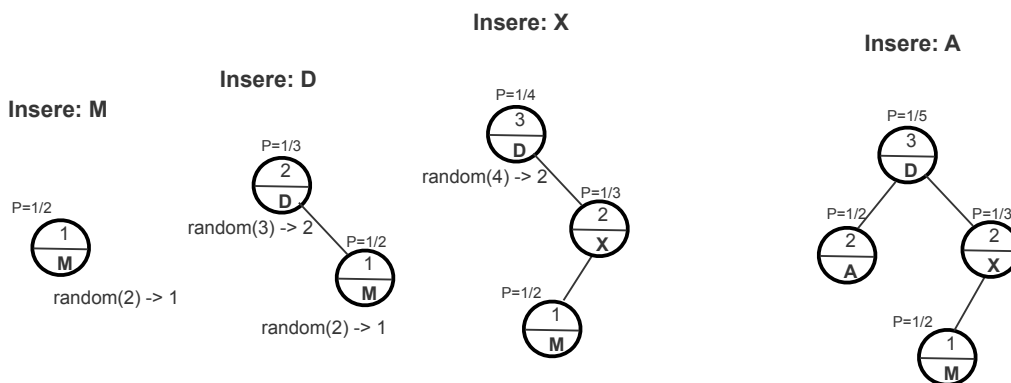 Insere: M
P=1/2
1
M
random(2) -> 1
Insere: D
P=1/3
2
D
random(3) -> 2
P=1/2
1
M
random(2) -> 1
Insere: X
P=1/4
3
D
random(4) -> 2
P=1/3
2
X
P=1/2
1
M
Insere: A
P=1/5
3
D
P=1/2
2
A
P=1/3
2
X
P=1/2
1
M